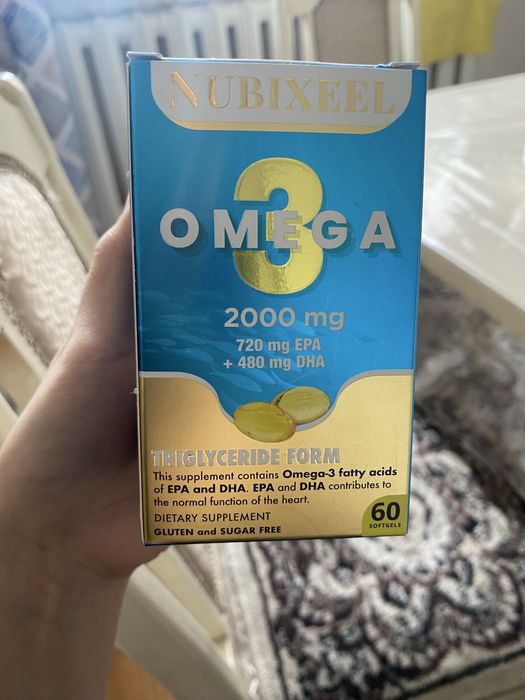 NUBIXEEL
3
OMEGA
2000 mg
720 mg EPA
+ 480 mg DHA
TRIGLYCERIDE FORM
This supplement contains Omega-3 fatty acids
of EPA and DHA. EPA and DHA contributes to
the normal function of the heart.
DIETARY SUPPLEMENT
GLUTEN and SUGAR FREE
60
SOFTGELS